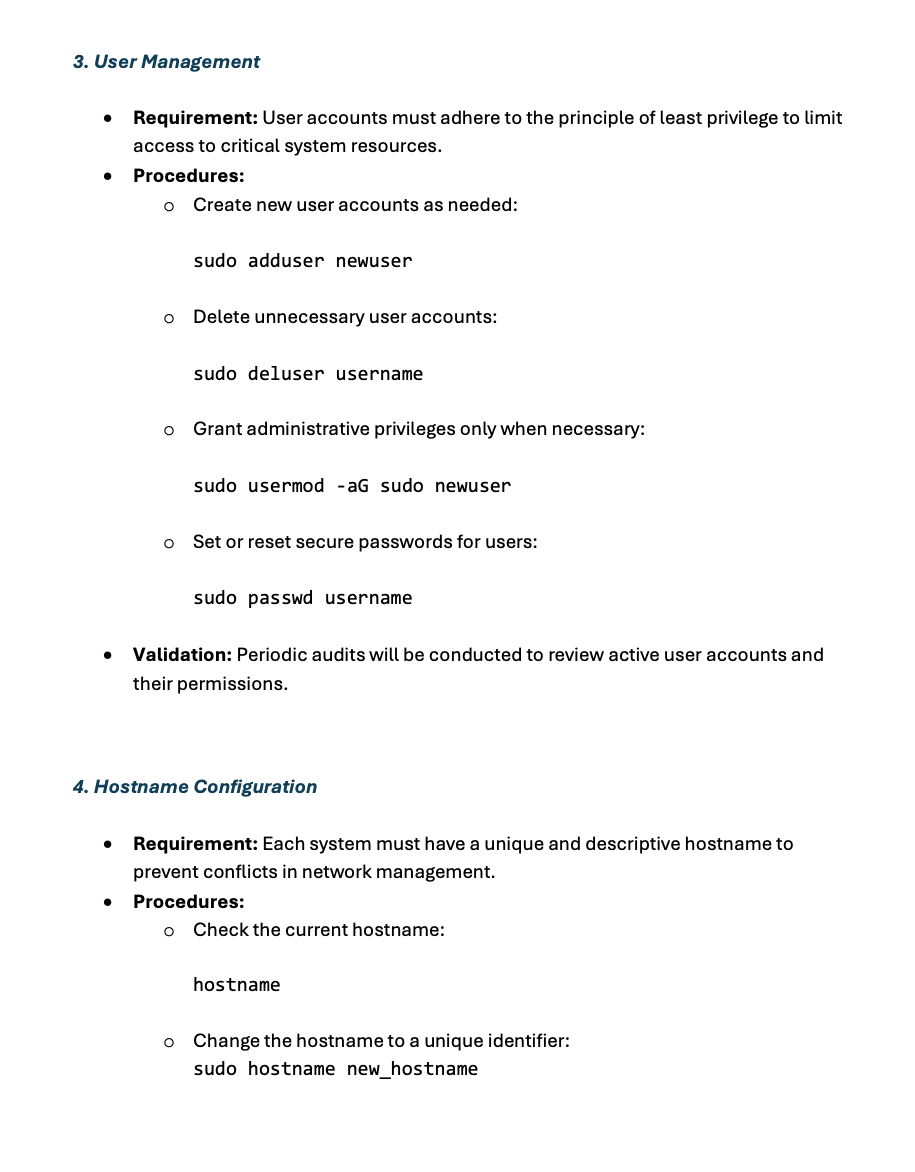 3. User Management
• Requirement: User accounts must adhere to the principle of least privilege to limit
access to critical system resources.
• Procedures:
o Create new user accounts as needed:
sudo adduser newuser
o Delete unnecessary user accounts:
sudo deluser username
o Grant administrative privileges only when necessary:
sudo usermod -aG sudo newuser
o Set or reset secure passwords for users:
sudo passwd username
• Validation: Periodic audits will be conducted to review active user accounts and
their permissions.
4. Hostname Configuration
• Requirement: Each system must have a unique and descriptive hostname to
prevent conflicts in network management.
• Procedures:
o Check the current hostname:
hostname
o Change the hostname to a unique identifier:
sudo hostname new_hostname